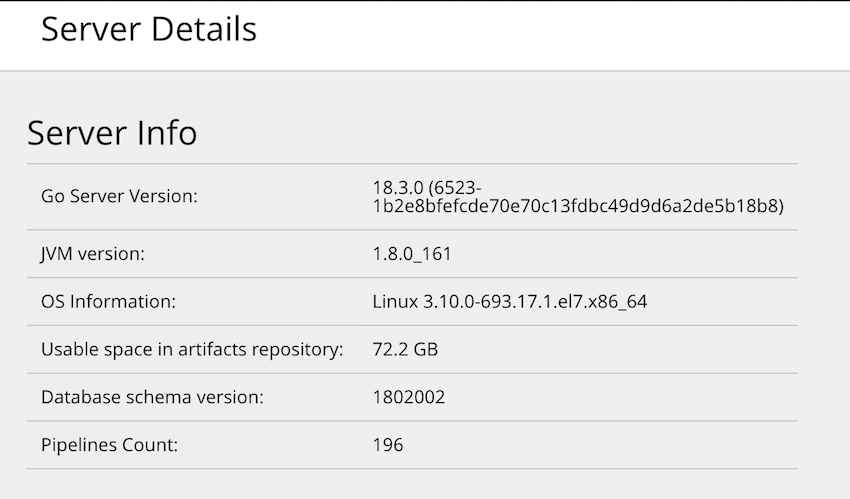 Server Details
Server Info
Go Server Version: 18.3.0 (6523-
1b2e8bfefcde70e70c13fdbc49d9d6a2de5b18b8)
JVM version: 1.8.0_161
OS Information: Linux 3.10.0-693.17.1.el7.x86_64
Usable space in artifacts repository: 72.2 GB
Database schema version: 1802002
Pipelines Count: 196